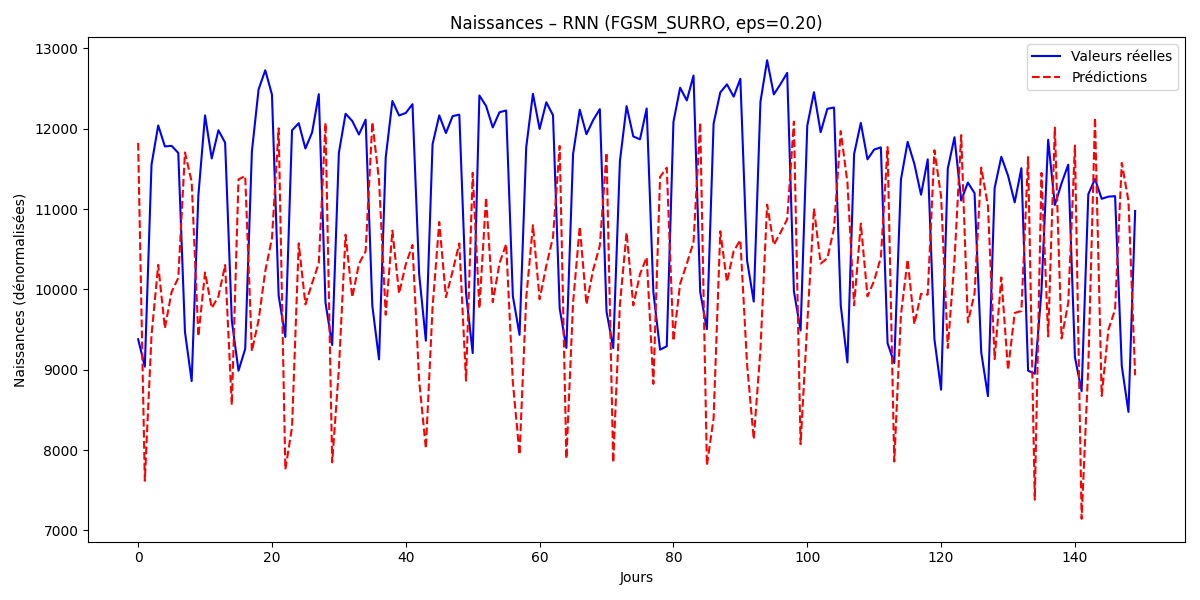 Naissances – RNN (FGSM_SURRO, eps=0.20)
Valeurs réelles
Prédictions
Naissances (dénormalisées)
13000
12000
11000
10000
9000
8000
7000
0 20 40 60 80 100 120 140
Jours